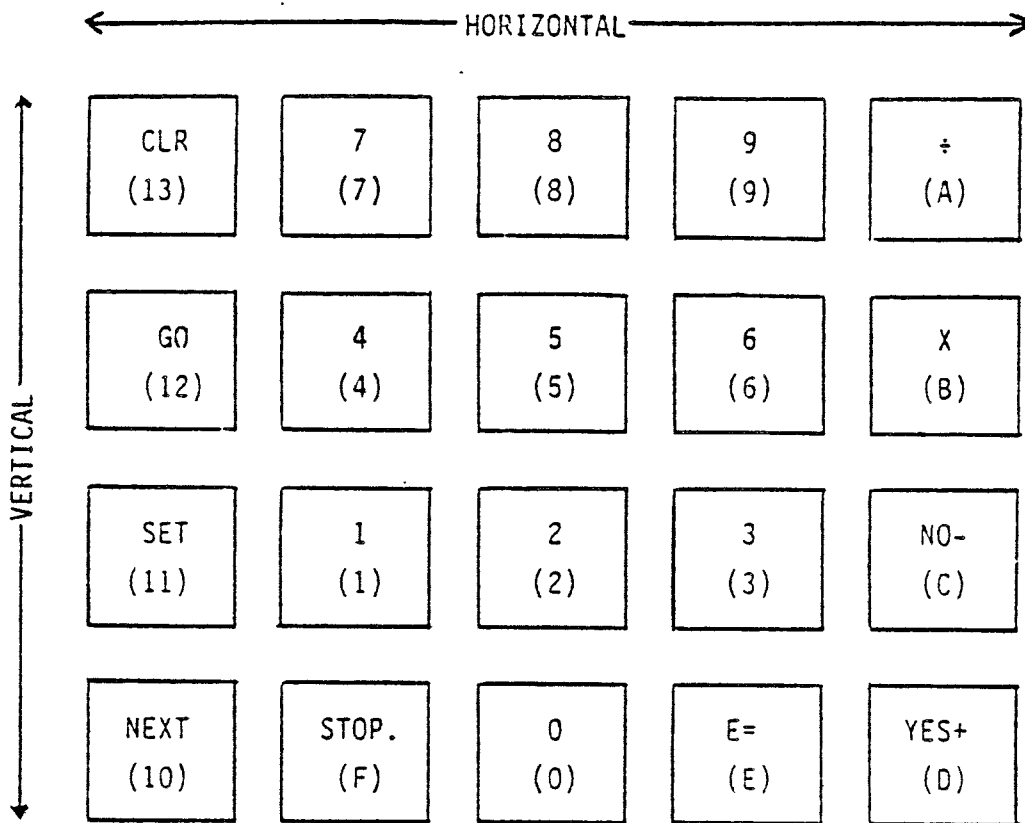 HORIZONTAL
VERTICAL
CLR 7 8 9 ÷
(13) (7) (8) (9) (A)
GO 4 5 6 X
(12) (4) (5) (6) (B)
SET 1 2 3 NO-
(11) (1) (2) (3) (C)
NEXT STOP. 0 E= YES+
(10) (F) (0) (E) (D)